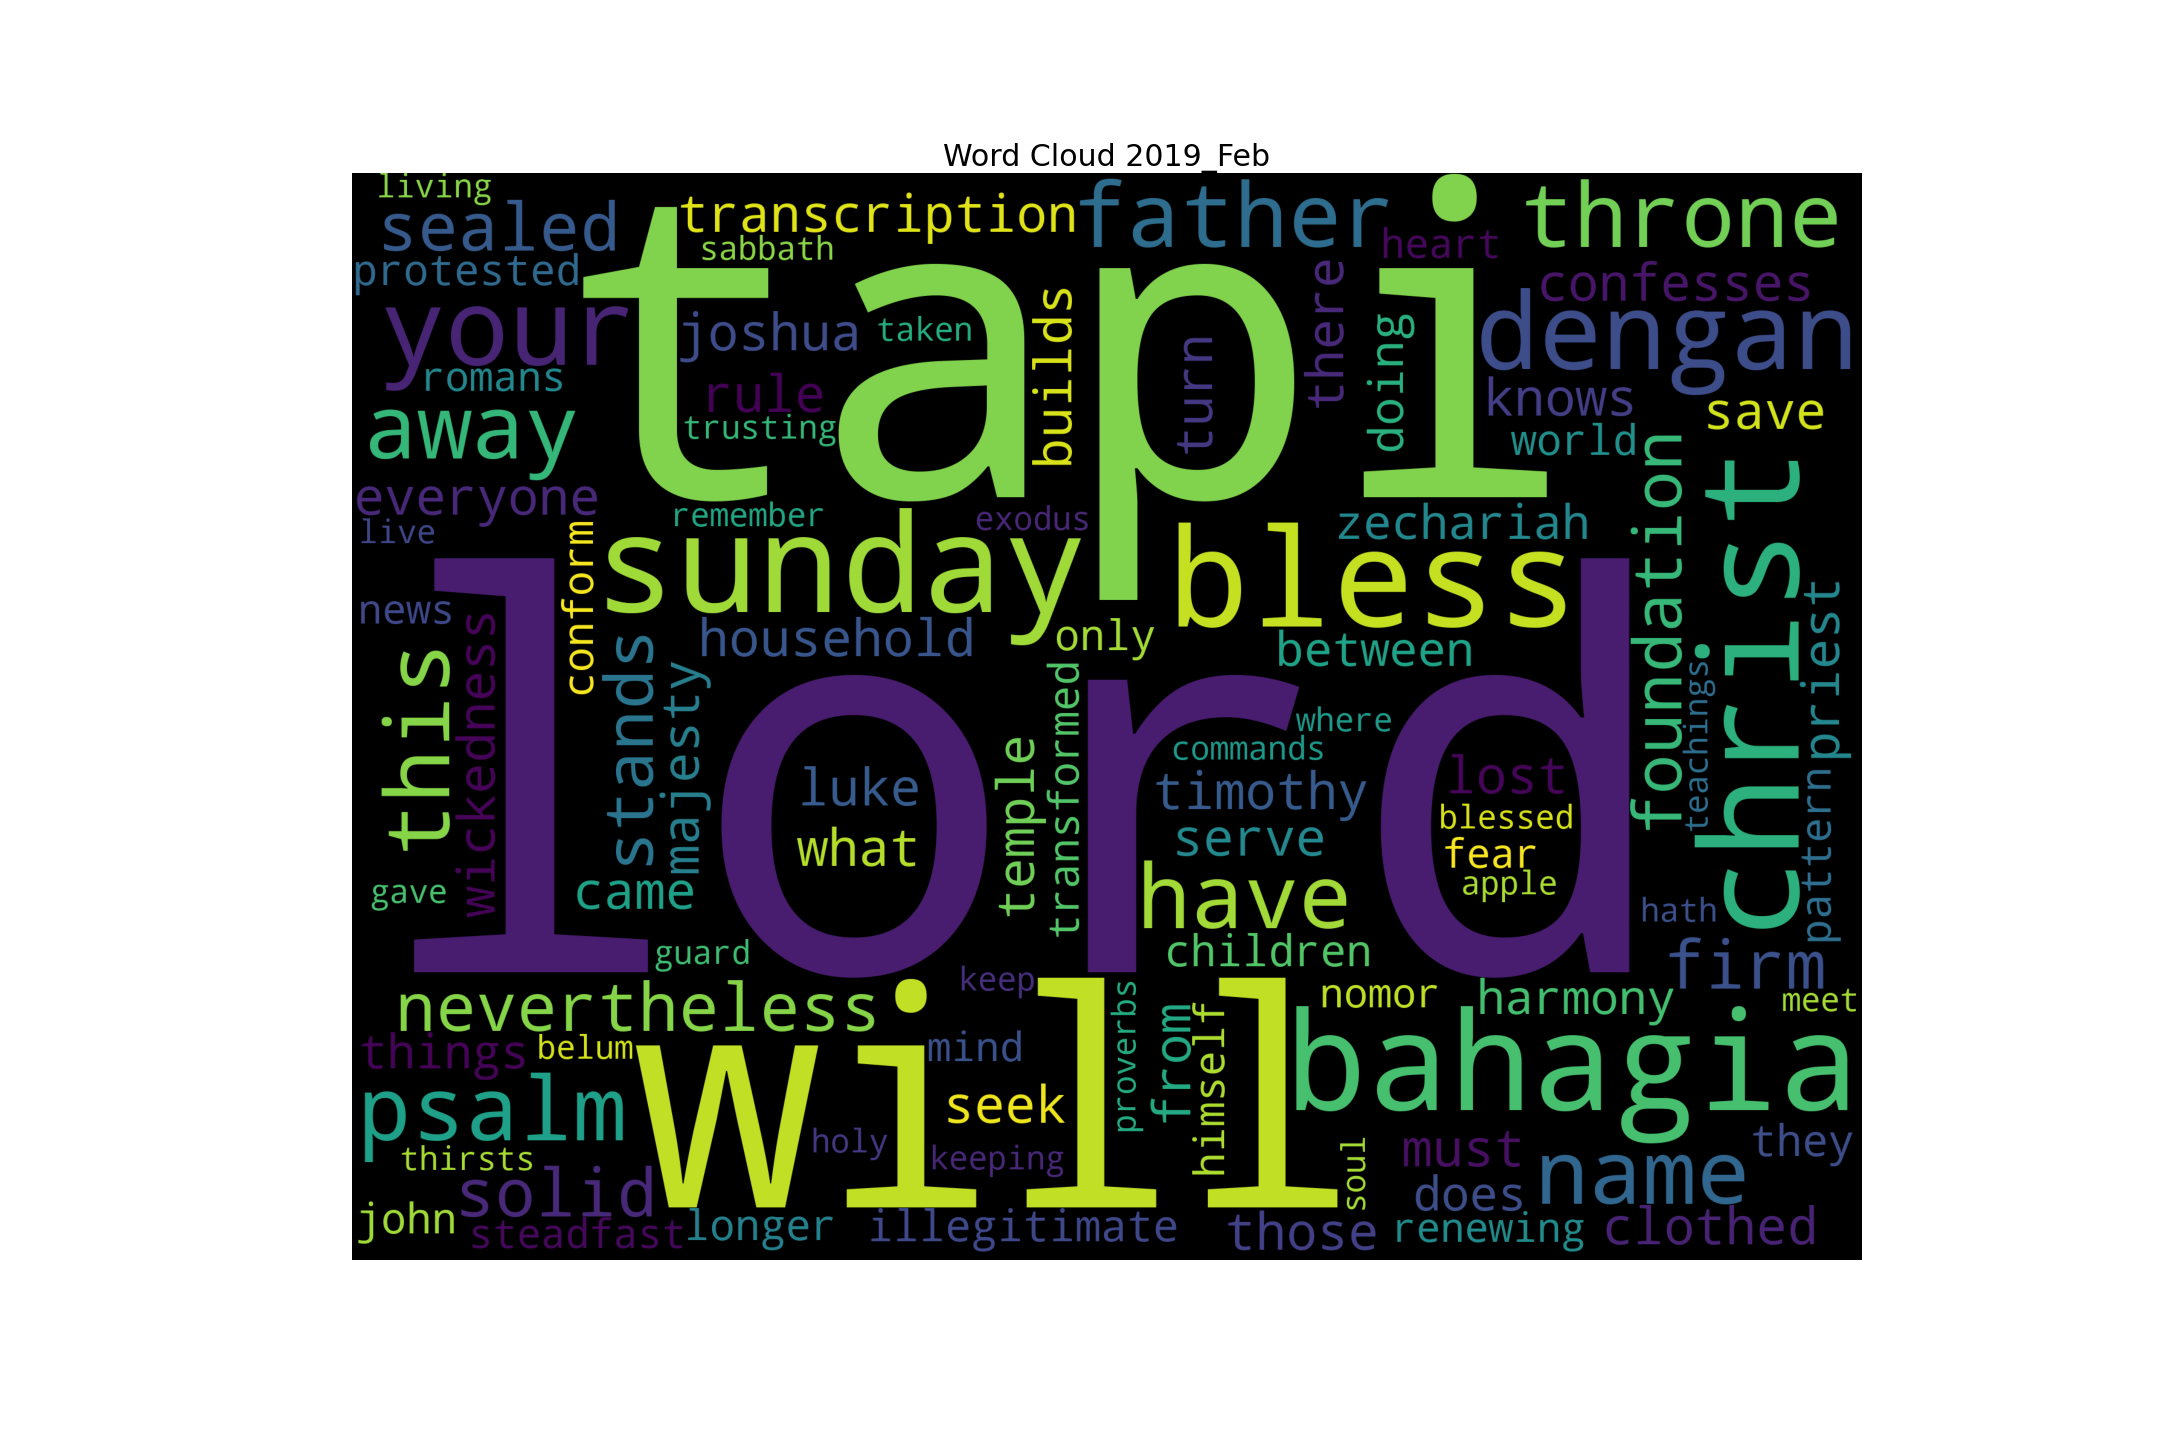 Word Cloud 2019_Feb
living
sealed
transcription
father
throne
sabbath
heart
protested
tapi
confesses
your
joshua
taken
builds
there
doing
dengan
turn
romans
rule
knows
save
away
trusting
world
everyone
christ
foundation
live
remember
exodus
zechariah
conform
sunday
bless
news
lord
household
only
between
this
wickedness
stands
majesty
transformed
where
teachings
priest
commands
temple
luke
timothy
lost
pattern
what
serve
blessed
fear
gave
came
have
apple
hath
guard
children
firm
keep
nevertheless
will
nomor
harmony
meet
things
belum
mind
proverbs
from
himself
bahagia
psalm
seek
holy
keeping
soul
must
they
thirsts
solid
does
name
john
steadfast
longer
illegitimate
those
renewing
clothed